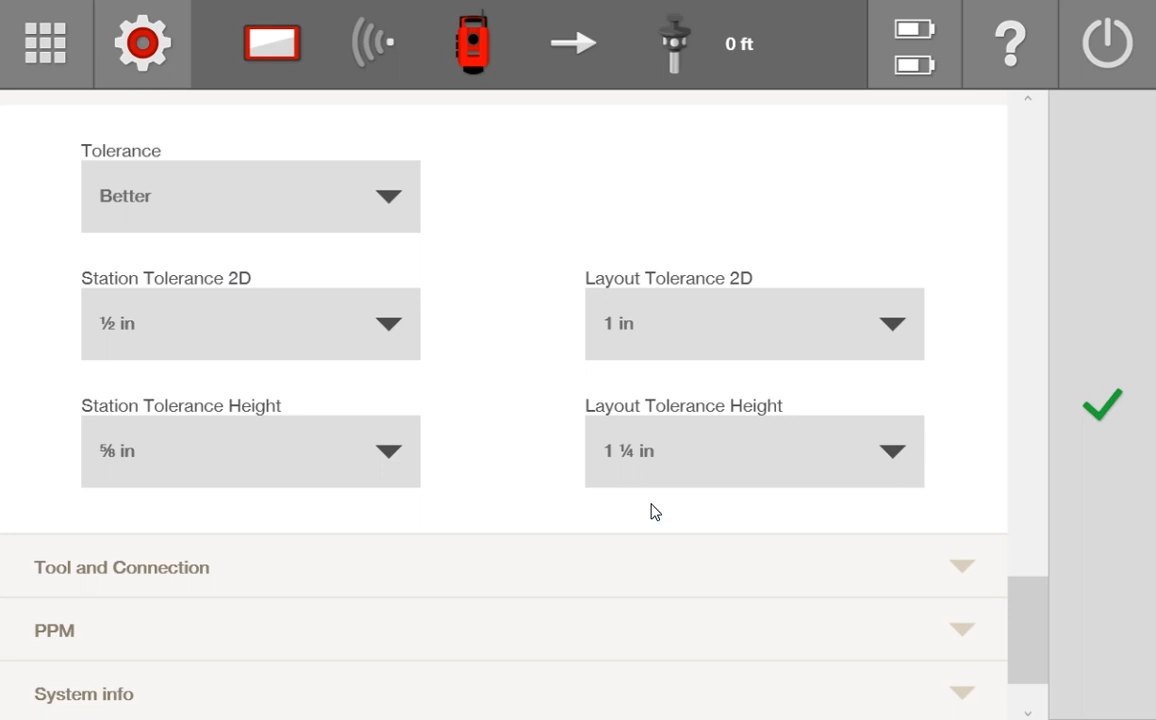 0 ft
Tolerance
Better
Station Tolerance 2D
Layout Tolerance 2D
½ in
1 in
Station Tolerance Height
Layout Tolerance Height
⅝ in
1 ¼ in
Tool and Connection
PPM
System info